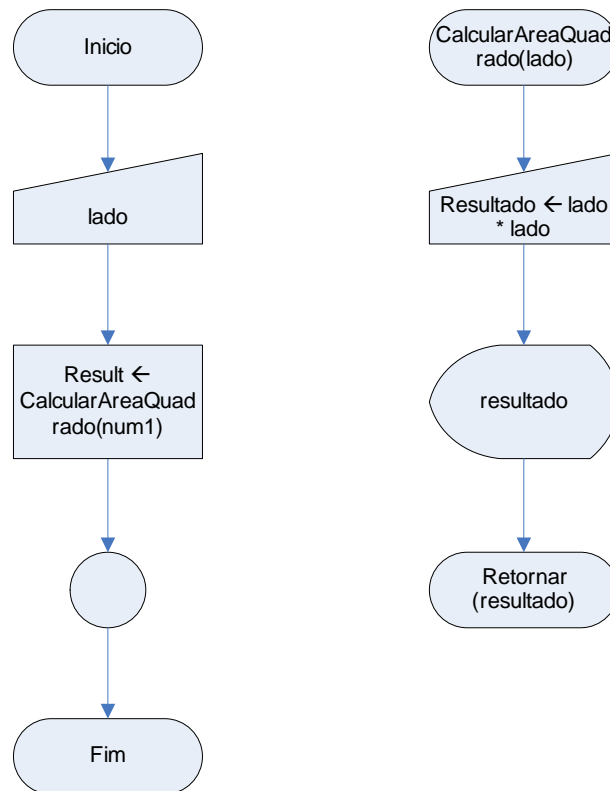 Inicio
lado
Result ←
CalcularAreaQuad
rado(num1)
Fim
CalcularAreaQuad
rado(lado)
Resultado ← lado
* lado
resultado
Retornar
(resultado)